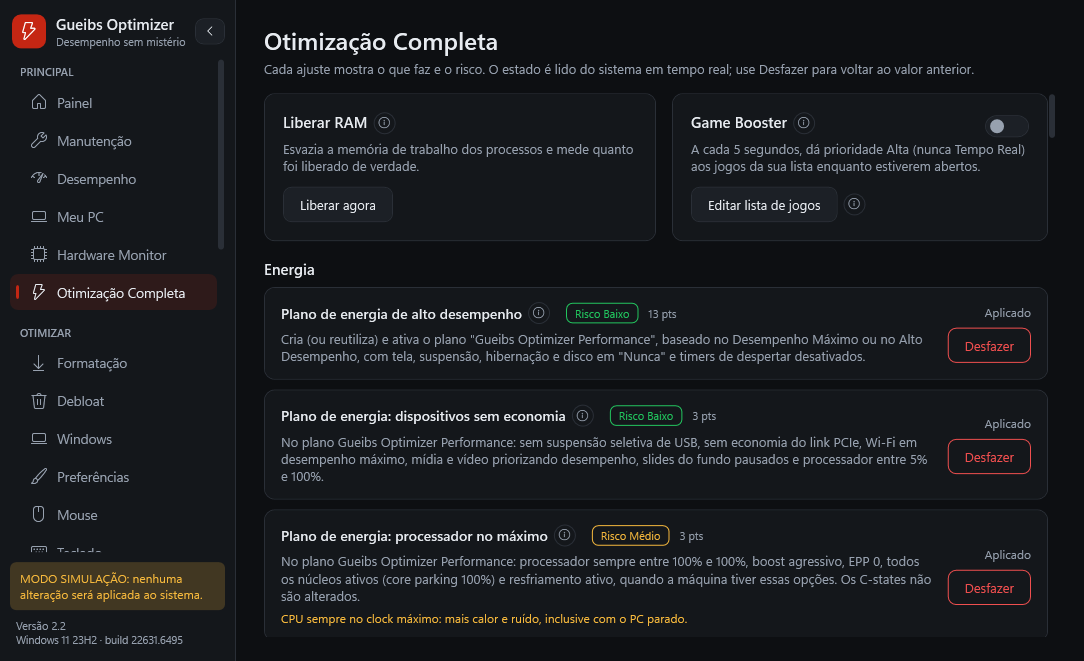 Gueibs Optimizer
Desempenho sem mistério
PRINCIPAL
Painel
Manutenção
Desempenho
Meu PC
Hardware Monitor
Otimização Completa
OTIMIZAR
Formatação
Debloat
Windows
Preferências
Mouse
Teclado
MODO SIMULAÇÃO: nenhuma
alteração será aplicada ao sistema.
Versão 2.2
Windows 11 23H2 · build 22631.6495
Otimização Completa
Cada ajuste mostra o que faz e o risco. O estado é lido do sistema em tempo real; use Desfazer para voltar ao valor anterior.
Liberar RAM
Esvazia a memória de trabalho dos processos e mede quanto
foi liberado de verdade.
Liberar agora
Game Booster
A cada 5 segundos, dá prioridade Alta (nunca Tempo Real)
aos jogos da sua lista enquanto estiverem abertos.
Editar lista de jogos
Energia
Plano de energia de alto desempenho
Risco Baixo
13 pts
Aplicado
Cria (ou reutiliza) e ativa o plano "Gueibs Optimizer Performance", baseado no Desempenho Máximo ou no Alto
Desempenho, com tela, suspensão, hibernação e disco em "Nunca" e timers de despertar desativados.
Desfazer
Plano de energia: dispositivos sem economia
Risco Baixo
3 pts
Aplicado
No plano Gueibs Optimizer Performance: sem suspensão seletiva de USB, sem economia do link PCIe, Wi-Fi em
desempenho máximo, mídia e vídeo priorizando desempenho, slides do fundo pausados e processador entre 5%
e 100%.
Desfazer
Plano de energia: processador no máximo
Risco Médio
3 pts
Aplicado
No plano Gueibs Optimizer Performance: processador sempre entre 100% e 100%, boost agressivo, EPP 0, todos
os núcleos ativos (core parking 100%) e resfriamento ativo, quando a máquina tiver essas opções. Os C-states não
são alterados.
CPU sempre no clock máximo: mais calor e ruído, inclusive com o PC parado.
Desfazer